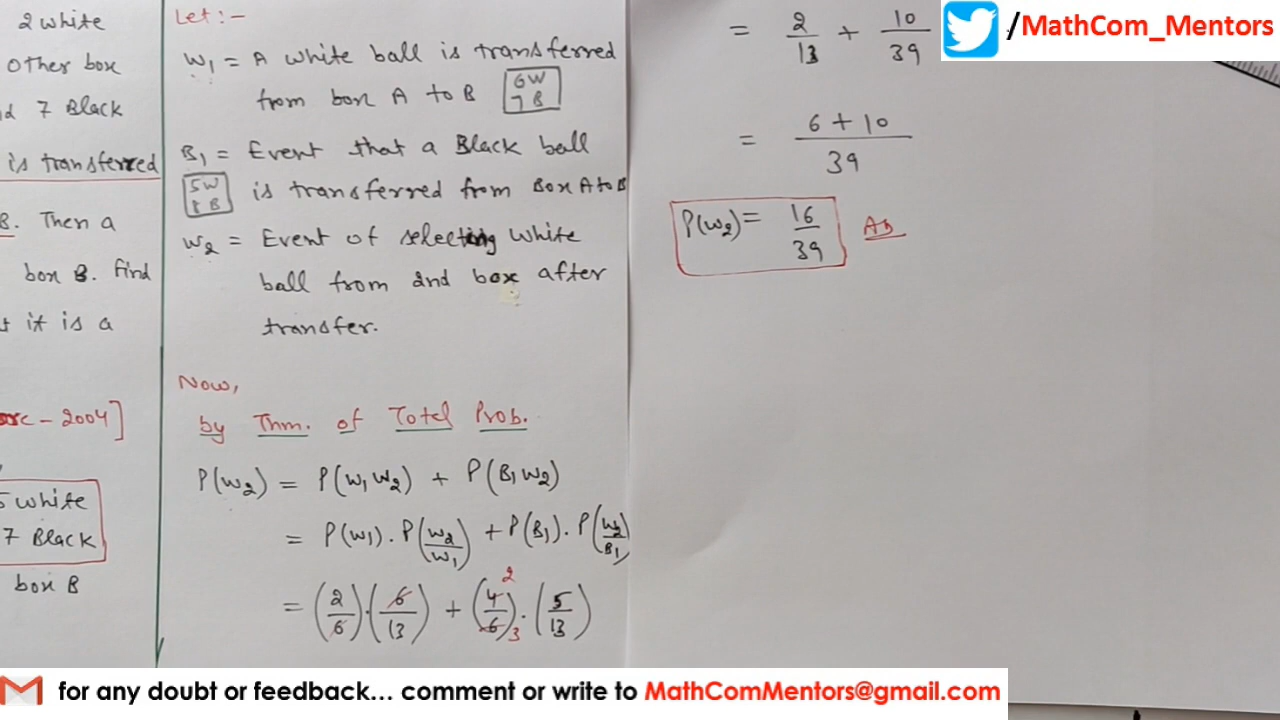 2 white
other box
7 Black
is transferred
B. Then a
box B. find
it is a
- 2004]
5 white
7 Black
box B
Let:-
W₁ = A white ball is transferred
from box A to B
6W
7 B
B₁ = Event that a Black ball
is transferred from Box A to B
5W
8 B
W₂ = Event of selecting white
ball from 2nd box after
transfer.
Now,
by Thm. of Total Prob.
P(W₂) = P(W₁W₂) + P(B₁W₂)
= P(W₁). P(W₂/W₁) + P(B₁). P(W₂/B₁)
= (2/6).(6/13) + (4/6).(5/13)
2
3
= 2/13 + 10/39
= (6 + 10)/39
P(W₂) = 16/39
/MathCom_Mentors
for any doubt or feedback... comment or write to MathComMentors@gmail.com